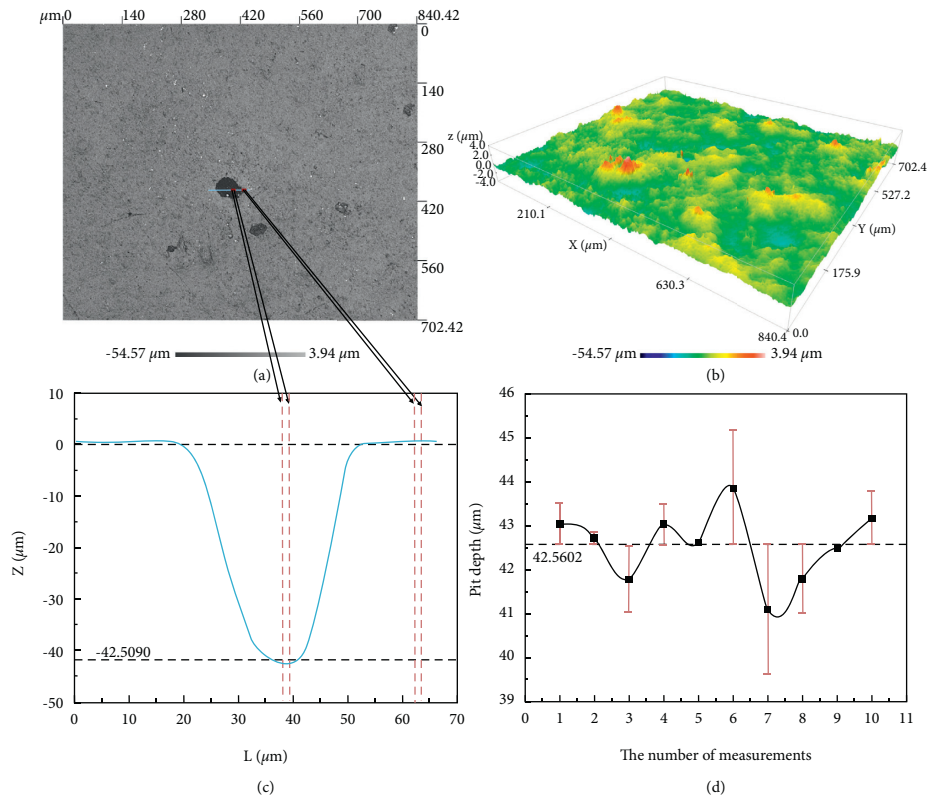 μm 0 140 280 420 560 700 840.42
0
140
280
420
560
702.42
-54.57 μm 3.94 μm
(a)
z (μm)
4.0
2.0
0.0
-2.0
-4.0
210.1
X (μm)
630.3
840.4
0.0
175.9
Y (μm)
527.2
702.4
-54.57 μm 3.94 μm
(b)
10
0
-10
-20
-30
-40
-50
Z (μm)
-42.5090
0 10 20 30 40 50 60 70
L (μm)
(c)
46
45
44
43
42
41
40
39
Pit depth (μm)
42.5602
0 1 2 3 4 5 6 7 8 9 10 11
The number of measurements
(d)